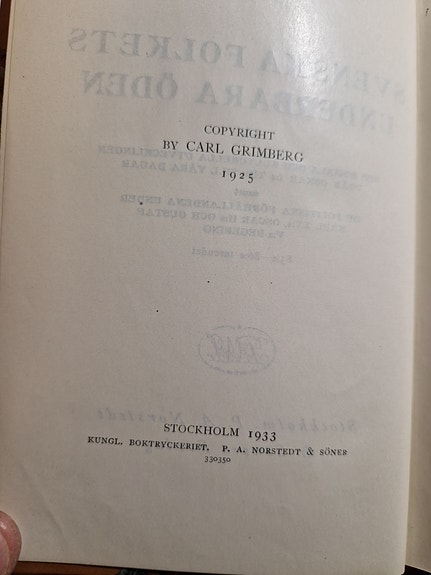 COPYRIGHT
BY CARL GRIMBERG
1925
STOCKHOLM 1933
KUNGL. BOKTRYCKERIET, P. A. NORSTEDT & SÖNER
330350